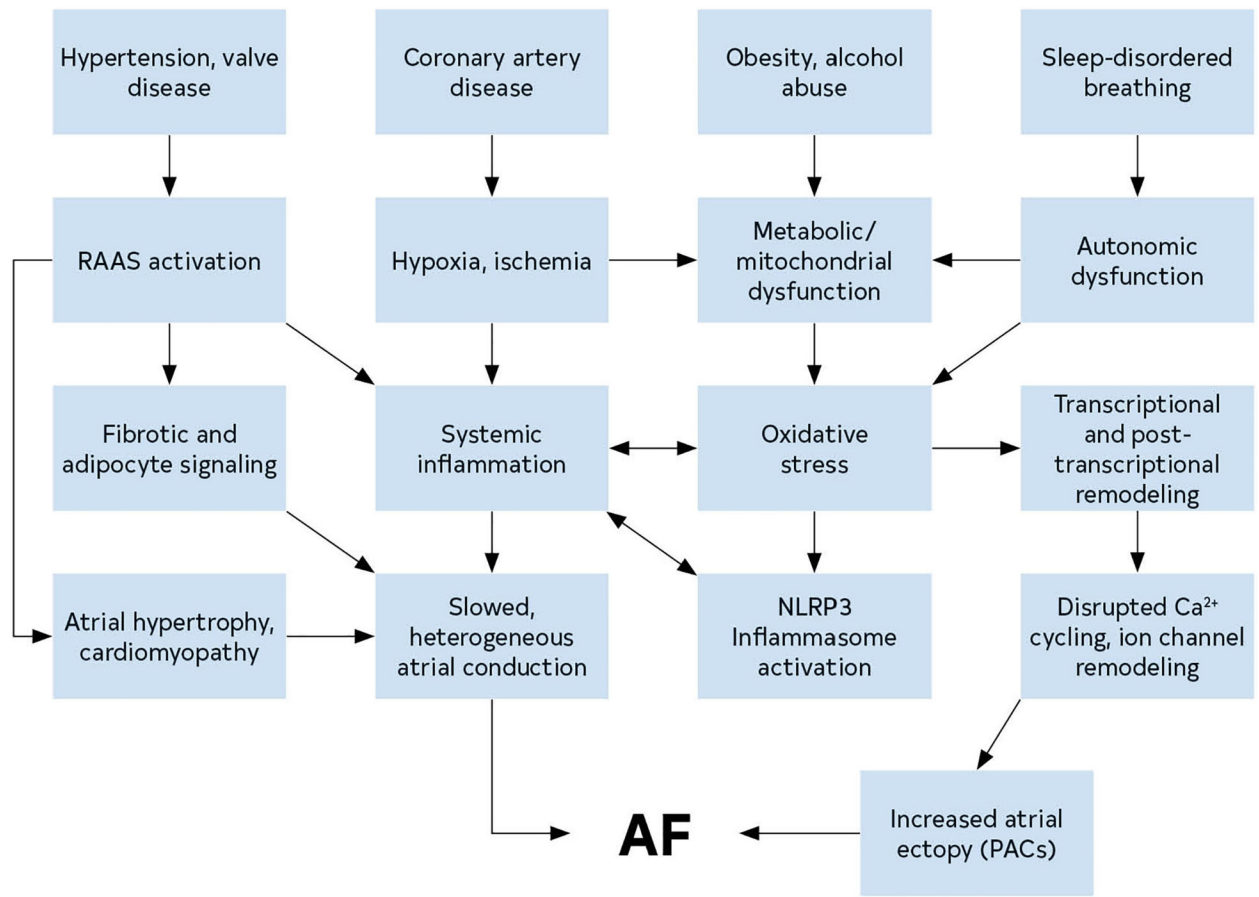 Hypertension, valve
disease
Coronary artery
disease
Obesity, alcohol
abuse
Sleep-disordered
breathing
RAAS activation
Hypoxia, ischemia
Metabolic/
mitochondrial
dysfunction
Autonomic
dysfunction
Fibrotic and
adipocyte signaling
Systemic
inflammation
Oxidative
stress
Transcriptional
and post-
transcriptional
remodeling
Atrial hypertrophy,
cardiomyopathy
Slowed,
heterogeneous
atrial conduction
NLRP3
Inflammasome
activation
Disrupted Ca²⁺
cycling, ion channel
remodeling
AF
Increased atrial
ectopy (PACs)